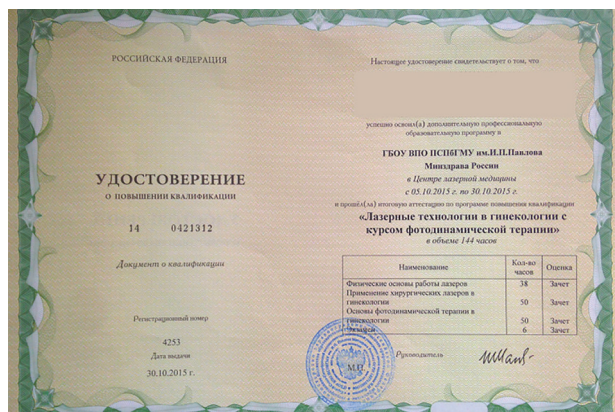 РОССИЙСКАЯ ФЕДЕРАЦИЯ
УДОСТОВЕРЕНИЕ
О ПОВЫШЕНИИ КВАЛИФИКАЦИИ
14 0421312
Документ о квалификации
Регистрационный номер
4253
Дата выдачи
30.10.2015 г.
Настоящее удостоверение свидетельствует о том, что
успешно освоил(а) дополнительную профессиональную
образовательную программу в
ГБОУ ВПО ПСПбГМУ им.И.П.Павлова
Минздрава России
в Центре лазерной медицины
с 05.10.2015 г. по 30.10.2015 г.
и прошёл(ла) итоговую аттестацию по программе повышения квалификации
«Лазерные технологии в гинекологии с
курсом фотодинамической терапии»
в объеме 144 часов
Наименование Кол-во часов Оценка
Физические основы работы лазеров 38 Зачет
Применение хирургических лазеров в
гинекологии 50 Зачет
Основы фотодинамической терапии в
гинекологии 50 Зачет
Экзамен 6 Зачет
Руководитель
М.П.